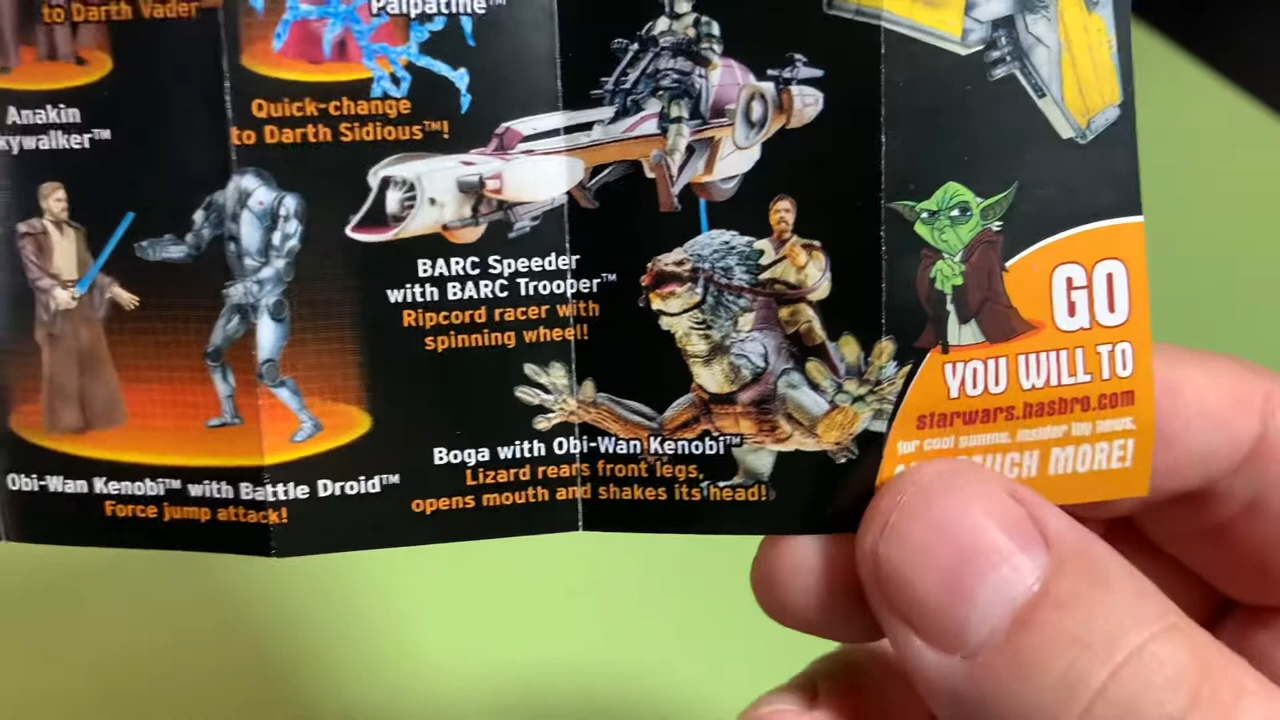 to Darth Vader
Palpatine™
Anakin
kywalker™
Quick-change
to Darth Sidious™!
BARC Speeder
with BARC Trooper™
Ripcord racer with
spinning wheel!
Obi-Wan Kenobi™ with Battle Droid™
Force jump attack!
Boga with Obi-Wan Kenobi™
Lizard rears front legs,
opens mouth and shakes its head!
GO
YOU WILL TO
starwars.hasbro.com
for cool games, insider toy news,
MUCH MORE!